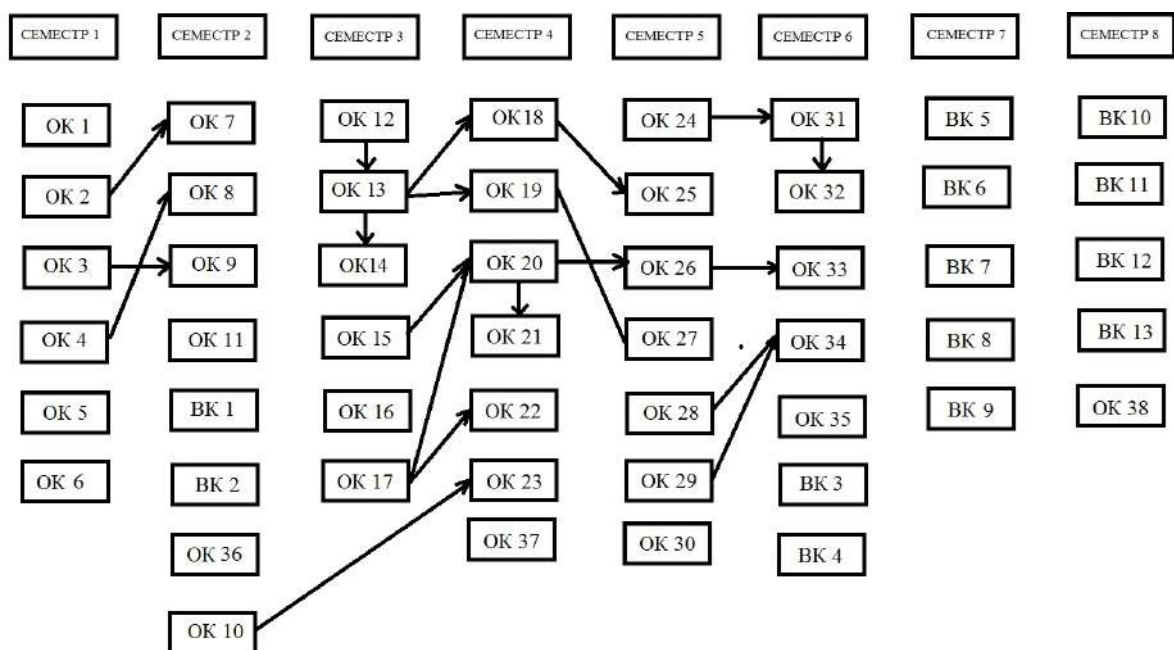 СЕМЕСТР 1 СЕМЕСТР 2 СЕМЕСТР 3 СЕМЕСТР 4 СЕМЕСТР 5 СЕМЕСТР 6 СЕМЕСТР 7 СЕМЕСТР 8
ОК 1 ОК 7 ОК 12 ОК18 ОК 24 ОК 31 ВК 5 ВК 10
ОК 2 ОК 8 ОК 13 ОК 19 ОК 25 ОК 32 ВК 6 ВК 11
ОК 3 ОК 9 ОК14 ОК 20 ОК 26 ОК 33 ВК 7 ВК 12
ОК 4 ОК 11 ОК 15 ОК 21 ОК 27 ОК 34 ВК 8 ВК 13
ОК 5 ВК 1 ОК 16 ОК 22 ОК 28 ОК 35 ВК 9 ОК 38
ОК 6 ВК 2 ОК 17 ОК 23 ОК 29 ВК 3
ОК 36 ОК 37 ОК 30 ВК 4
ОК 10